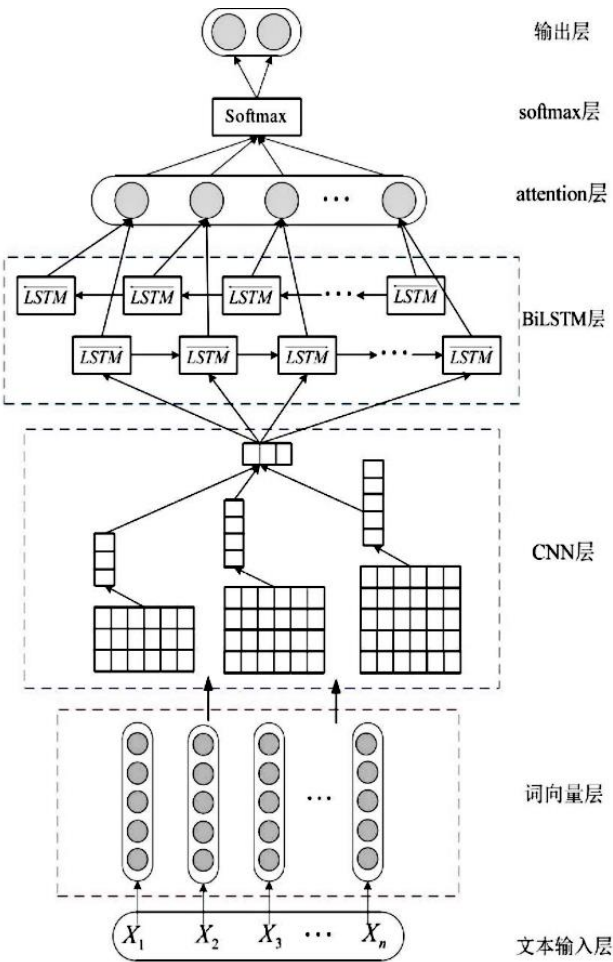 输出层
Softmax
softmax层
attention层
...
LSTM LSTM LSTM ... LSTM
BiLSTM层
LSTM LSTM LSTM ... LSTM
CNN层
词向量层
...
X₁ X₂ X₃ ... Xₙ
文本输入层